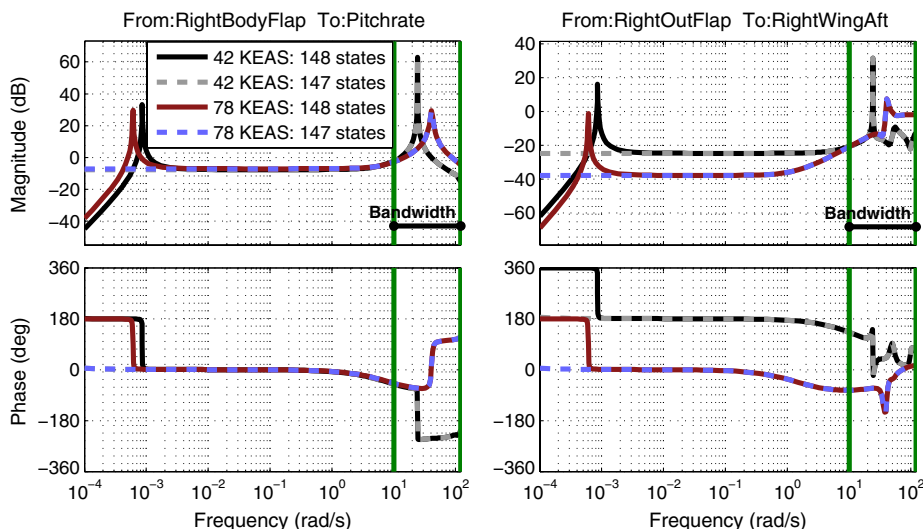 From:RightBodyFlap To:Pitchrate
From:RightOutFlap To:RightWingAft
Magnitude (dB)
60
40
20
0
−20
−40
42 KEAS: 148 states
42 KEAS: 147 states
78 KEAS: 148 states
78 KEAS: 147 states
Bandwidth
40
20
0
−20
−40
−60
Bandwidth
Phase (deg)
360
180
0
−180
−360
10⁻⁴ 10⁻³ 10⁻² 10⁻¹ 10⁰ 10¹ 10²
Frequency (rad/s)
360
180
0
−180
−360
10⁻⁴ 10⁻³ 10⁻² 10⁻¹ 10⁰ 10¹ 10²
Frequency (rad/s)